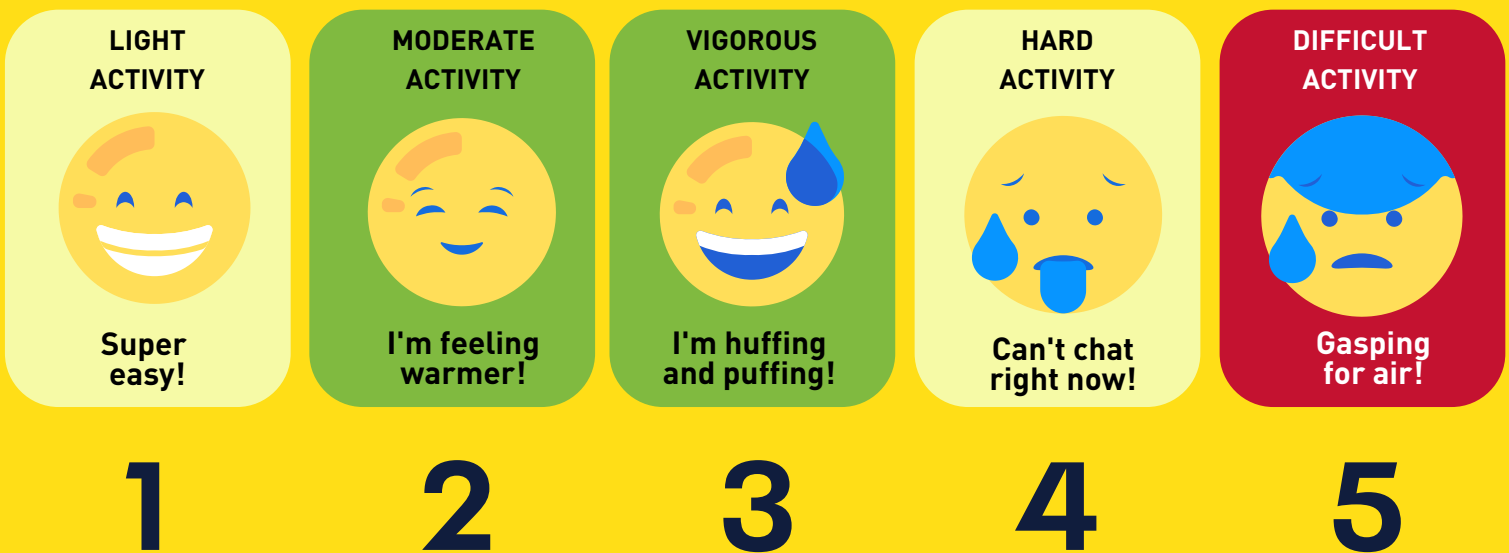 LIGHT
ACTIVITY
Super
easy!
1
MODERATE
ACTIVITY
I'm feeling
warmer!
2
VIGOROUS
ACTIVITY
I'm huffing
and puffing!
3
HARD
ACTIVITY
Can't chat
right now!
4
DIFFICULT
ACTIVITY
Gasping
for air!
5